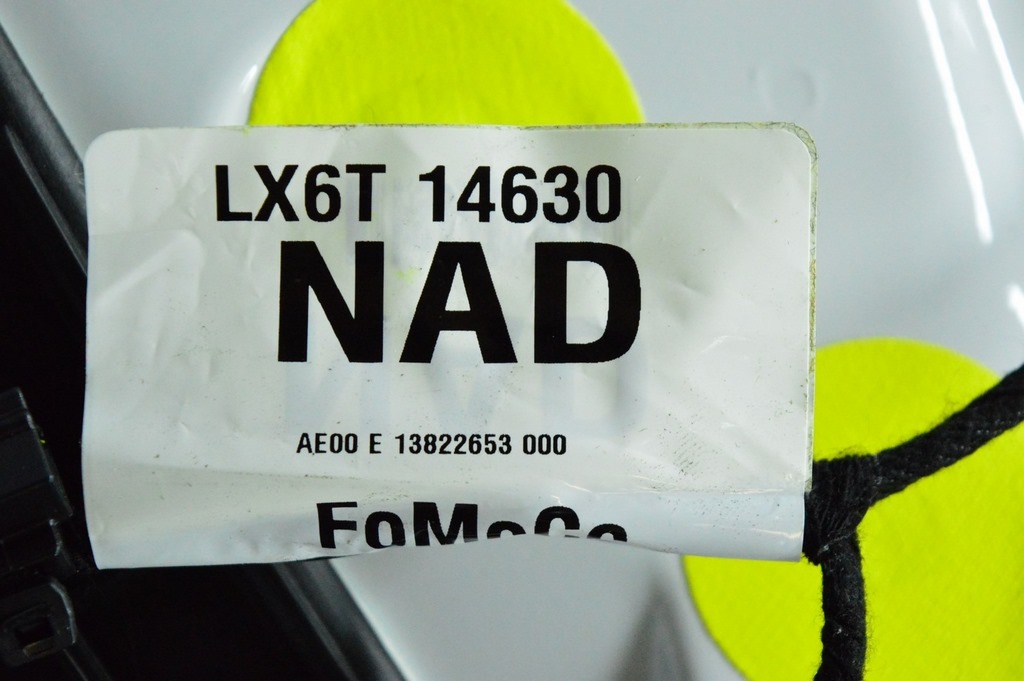 LX6T 14630
NAD
AE00 E 13822653 000
FoMoCo